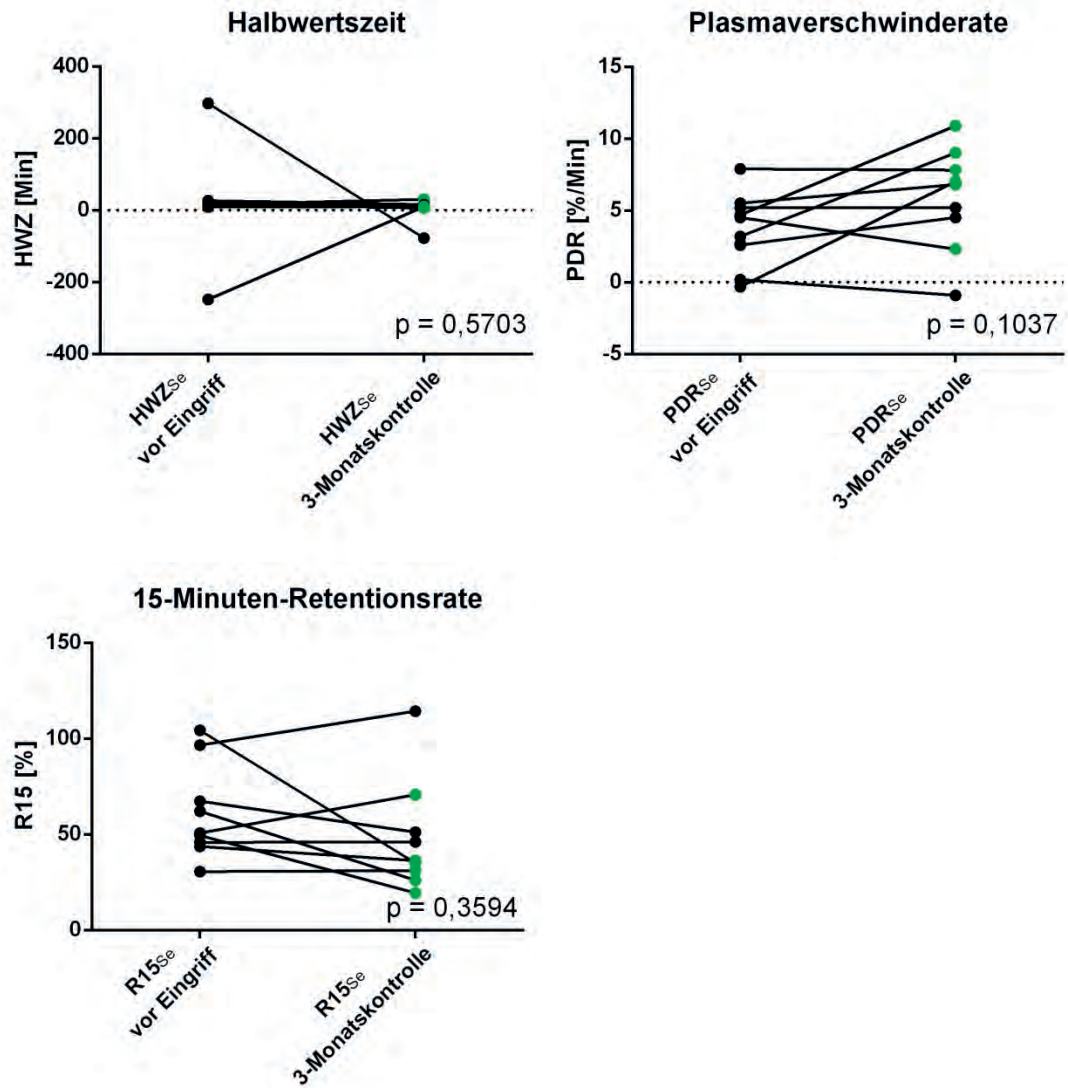 Halbwertszeit
HWZ [Min]
400
200
0
-200
-400
p = 0,5703
HWZSe
vor Eingriff
HWZSe
3-Monatskontrolle
Plasmaverschwinderate
PDR [%/Min]
15
10
5
0
-5
p = 0,1037
PDRSe
vor Eingriff
PDRSe
3-Monatskontrolle
15-Minuten-Retentionsrate
R15 [%]
150
100
50
0
p = 0,3594
R15Se
vor Eingriff
R15Se
3-Monatskontrolle